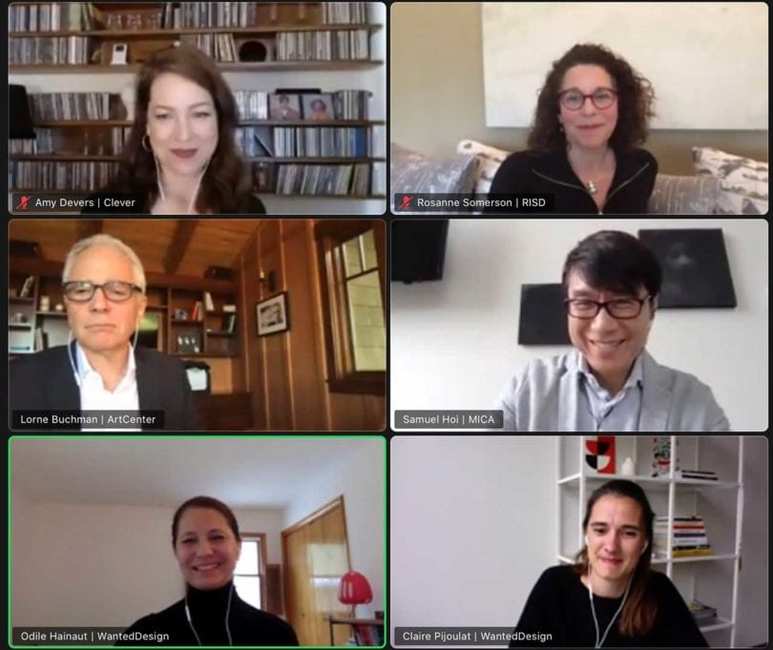 Amy Devers | Clever
Rosanne Somerson | RISD
Lorne Buchman | ArtCenter
Samuel Hoi | MICA
Odile Hainaut | WantedDesign
Claire Pijoulat | WantedDesign